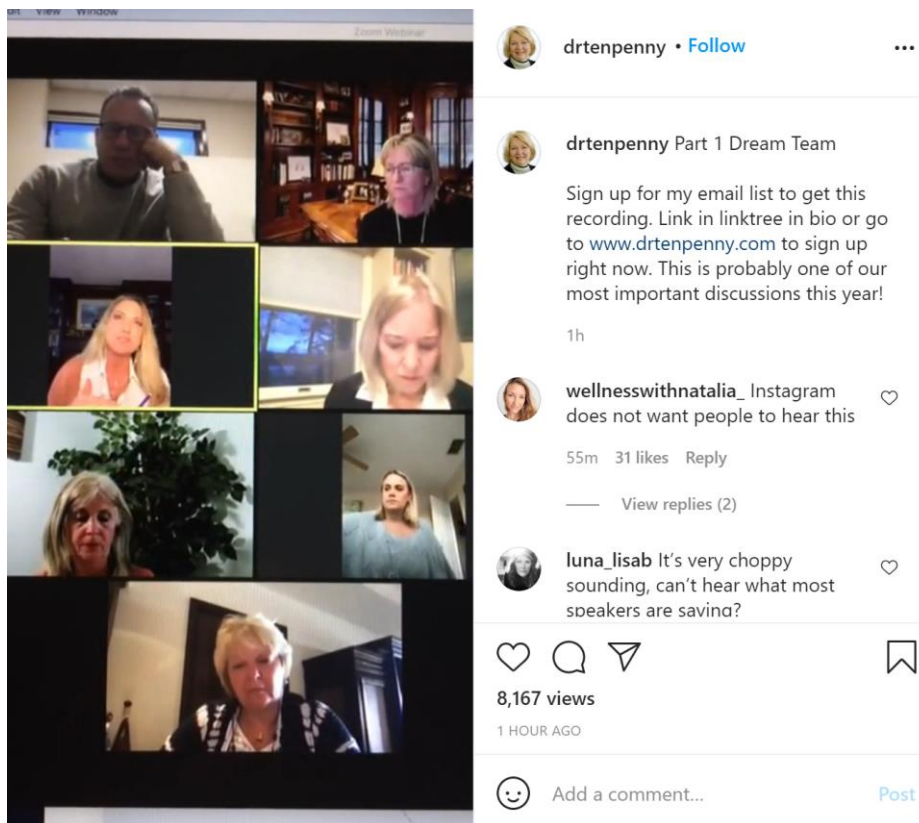 Edit View Window
Zoom Webinar
drtenpenny • Follow
drtenpenny Part 1 Dream Team
Sign up for my email list to get this
recording. Link in linktree in bio or go
to www.drtenpenny.com to sign up
right now. This is probably one of our
most important discussions this year!
1h
wellnesswithnatalia_ Instagram
does not want people to hear this
55m 31 likes Reply
View replies (2)
luna_lisab It's very choppy
sounding, can't hear what most
speakers are saying?
8,167 views
1 HOUR AGO
Add a comment... Post